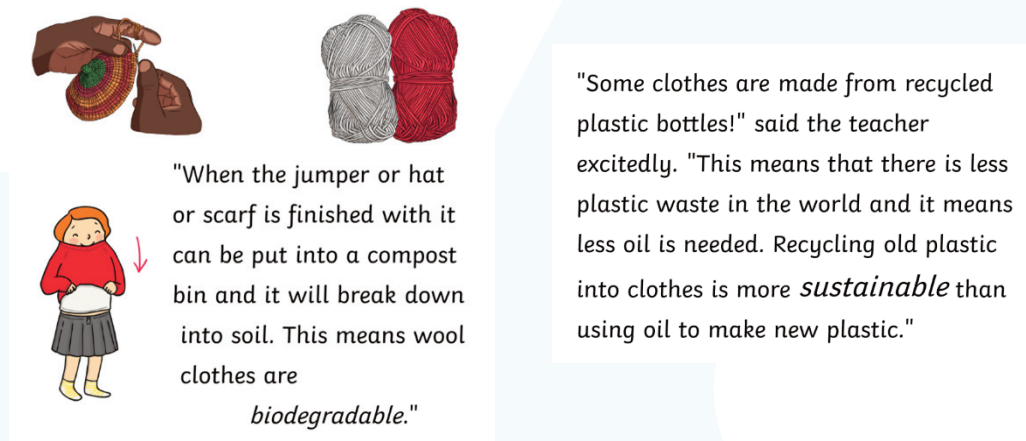 "When the jumper or hat
or scarf is finished with it
can be put into a compost
bin and it will break down
into soil. This means wool
clothes are
biodegradable."
"Some clothes are made from recycled
plastic bottles!" said the teacher
excitedly. "This means that there is less
plastic waste in the world and it means
less oil is needed. Recycling old plastic
into clothes is more sustainable than
using oil to make new plastic."